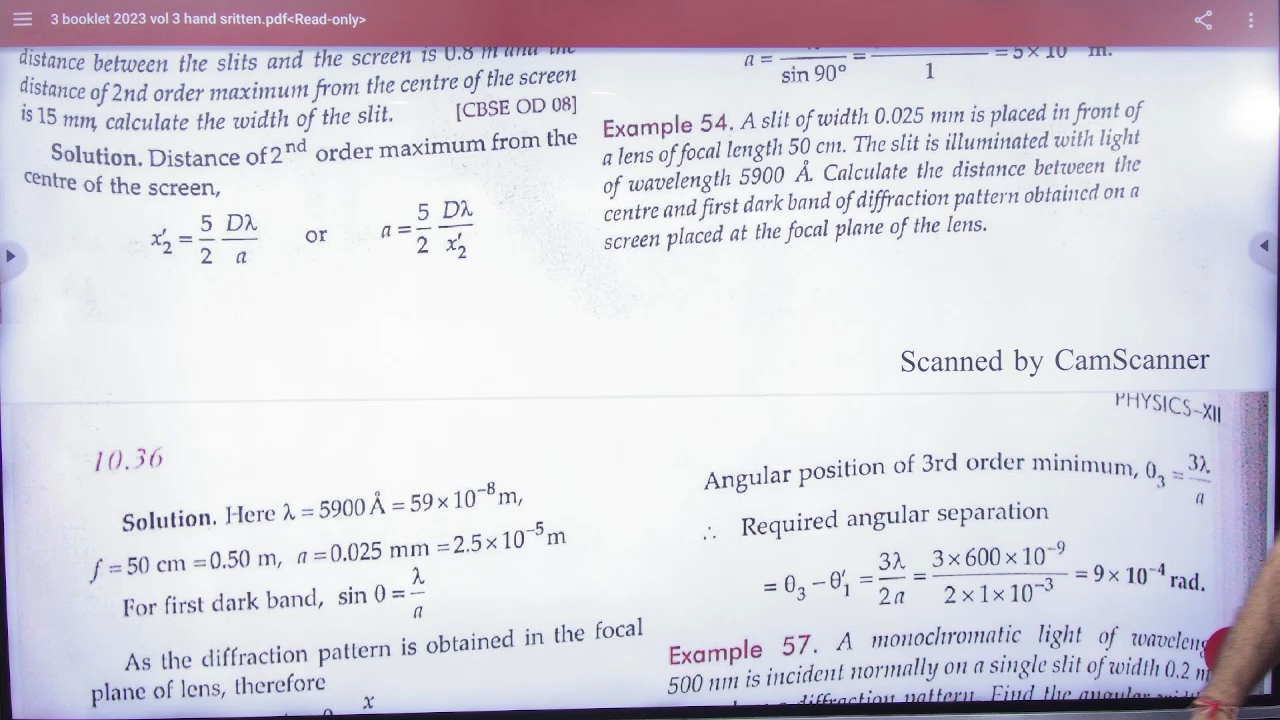 3 booklet 2023 vol 3 hand sritten.pdf<Read-only>
distance between the slits and the screen is 0.8 m and the
distance of 2nd order maximum from the centre of the screen
is 15 mm, calculate the width of the slit. [CBSE OD 08]
Solution. Distance of 2nd order maximum from the
centre of the screen,
x′₂ = 5/2 Dλ/a or a = 5/2 Dλ/x′₂
a = / sin 90° = / 1 = 5 × 10 m.
Example 54. A slit of width 0.025 mm is placed in front of
a lens of focal length 50 cm. The slit is illuminated with light
of wavelength 5900 Å. Calculate the distance between the
centre and first dark band of diffraction pattern obtained on a
screen placed at the focal plane of the lens.
Scanned by CamScanner
PHYSICS–XII
10.36
Solution. Here λ = 5900 Å = 59 × 10⁻⁸ m,
f = 50 cm = 0.50 m, a = 0.025 mm = 2.5 × 10⁻⁵ m
For first dark band, sin θ = λ/a
As the diffraction pattern is obtained in the focal
plane of lens, therefore
x
Angular position of 3rd order minimum, θ₃ = 3λ/a
∴ Required angular separation
= θ₃ − θ′₁ = 3λ/2a = 3 × 600 × 10⁻⁹ / 2 × 1 × 10⁻³ = 9 × 10⁻⁴ rad.
Example 57. A monochromatic light of waveleng
500 nm is incident normally on a single slit of width 0.2 m
diffraction pattern. Find the angular